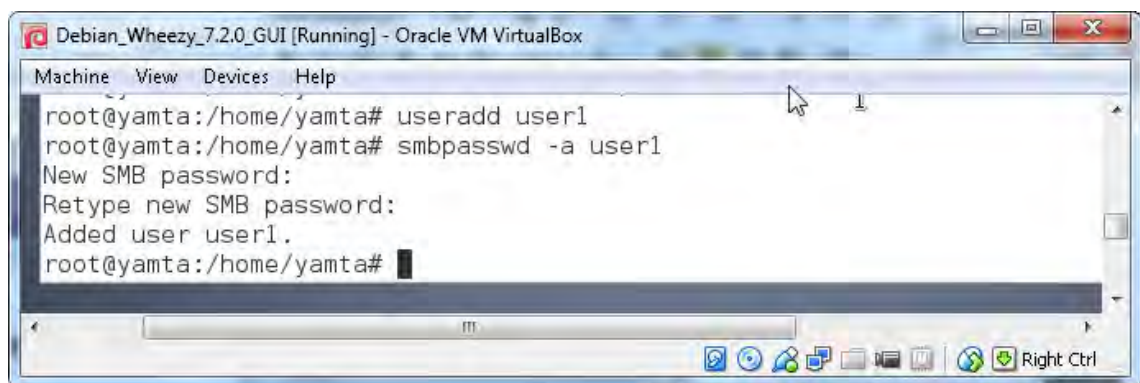 Debian_Wheezy_7.2.0_GUI [Running] - Oracle VM VirtualBox
Machine View Devices Help
root@yamta:/home/yamta# useradd user1
root@yamta:/home/yamta# smbpasswd -a user1
New SMB password:
Retype new SMB password:
Added user user1.
root@yamta:/home/yamta#
Right Ctrl